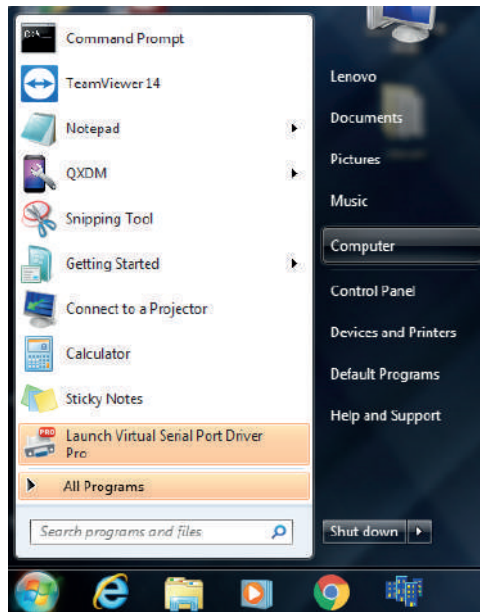 Command Prompt
TeamViewer 14
Notepad
QXDM
Snipping Tool
Getting Started
Connect to a Projector
Calculator
Sticky Notes
PRO
Launch Virtual Serial Port Driver
Pro
All Programs
Search programs and files
Lenovo
Documents
Pictures
Music
Computer
Control Panel
Devices and Printers
Default Programs
Help and Support
Shut down